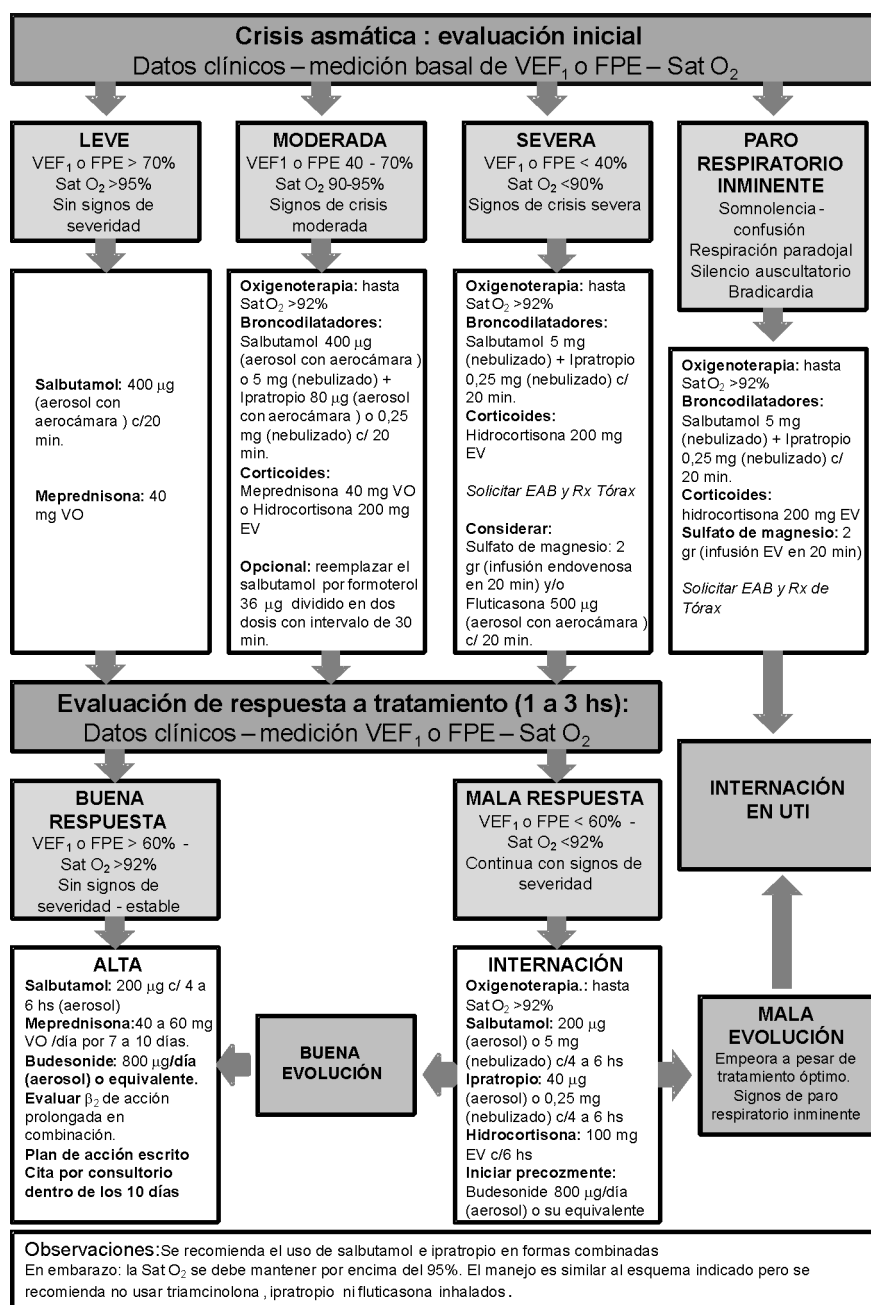 Crisis asmática : evaluación inicial
Datos clínicos – medición basal de VEF₁ o FPE – Sat O₂
LEVE
VEF₁ o FPE > 70%
Sat O₂ >95%
Sin signos de
severidad
MODERADA
VEF1 o FPE 40 - 70%
Sat O₂ 90-95%
Signos de crisis
moderada
SEVERA
VEF₁ o FPE < 40%
Sat O₂ <90%
Signos de crisis severa
PARO
RESPIRATORIO
INMINENTE
Somnolencia -
confusión
Respiración paradojal
Silencio auscultatorio
Bradicardia
Salbutamol: 400 µg
(aerosol con
aerocámara ) c/20
min.
Meprednisona: 40
mg VO
Oxigenoterapia: hasta
Sat O₂ >92%
Broncodilatadores:
Salbutamol 400 µg
(aerosol con aerocámara )
o 5 mg (nebulizado) +
Ipratropio 80 µg (aerosol
con aerocámara ) o 0,25
mg (nebulizado) c/ 20
min.
Corticoides:
Meprednisona 40 mg VO
o Hidrocortisona 200 mg
EV
Opcional: reemplazar el
salbutamol por formoterol
36 µg dividido en dos
dosis con intervalo de 30
min.
Oxigenoterapia: hasta
Sat O₂ >92%
Broncodilatadores:
Salbutamol 5 mg
(nebulizado) + Ipratropio
0,25 mg (nebulizado) c/
20 min.
Corticoides:
Hidrocortisona 200 mg
EV
Solicitar EAB y Rx Tórax
Considerar:
Sulfato de magnesio: 2
gr (infusión endovenosa
en 20 min) y/o
Fluticasona 500 µg
(aerosol con aerocámara )
c/ 20 min.
Oxigenoterapia: hasta
Sat O₂ >92%
Broncodilatadores:
Salbutamol 5 mg
(nebulizado) + Ipratropio
0,25 mg (nebulizado) c/
20 min.
Corticoides:
hidrocortisona 200 mg EV
Sulfato de magnesio: 2
gr (infusión EV en 20 min)
Solicitar EAB y Rx de
Tórax
Evaluación de respuesta a tratamiento (1 a 3 hs):
Datos clínicos – medición VEF₁ o FPE – Sat O₂
BUENA
RESPUESTA
VEF₁ o FPE > 60% -
Sat O₂ >92%
Sin signos de
severidad - estable
MALA RESPUESTA
VEF₁ o FPE < 60% -
Sat O₂ <92%
Continua con signos de
severidad
INTERNACIÓN
EN UTI
ALTA
Salbutamol: 200 µg c/ 4 a
6 hs (aerosol)
Meprednisona:40 a 60 mg
VO /día por 7 a 10 días.
Budesonide: 800 µg/día
(aerosol) o equivalente.
Evaluar β₂ de acción
prolongada en
combinación.
Plan de acción escrito
Cita por consultorio
dentro de los 10 días
BUENA
EVOLUCIÓN
INTERNACIÓN
Oxigenoterapia.: hasta
Sat O₂ >92%
Salbutamol: 200 µg
(aerosol) o 5 mg
(nebulizado) c/4 a 6 hs
Ipratropio: 40 µg
(aerosol) o 0,25 mg
(nebulizado) c/4 a 6 hs
Hidrocortisona: 100 mg
EV c/6 hs
Iniciar precozmente:
Budesonide 800 µg/día
(aerosol) o su equivalente
MALA
EVOLUCIÓN
Empeora a pesar de
tratamiento óptimo.
Signos de paro
respiratorio inminente
Observaciones:Se recomienda el uso de salbutamol e ipratropio en formas combinadas
En embarazo: la Sat O₂ se debe mantener por encima del 95%. El manejo es similar al esquema indicado pero se
recomienda no usar triamcinolona , ipratropio ni fluticasona inhalados .